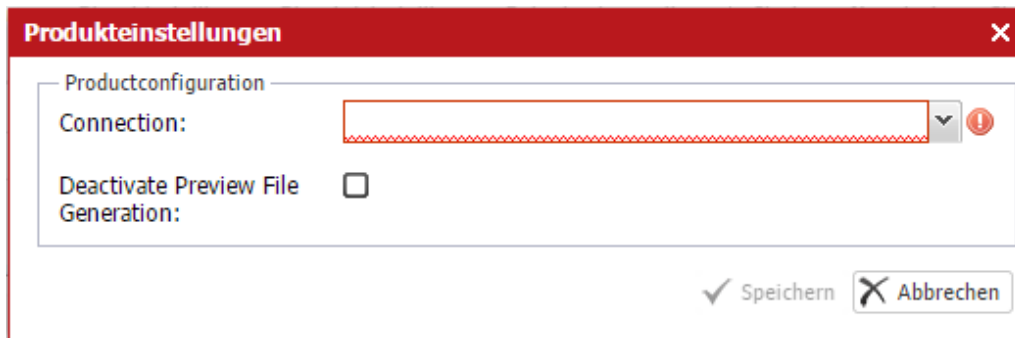 Produkteinstellungen
Productconfiguration
Connection:
Deactivate Preview File
Generation:
Speichern Abbrechen